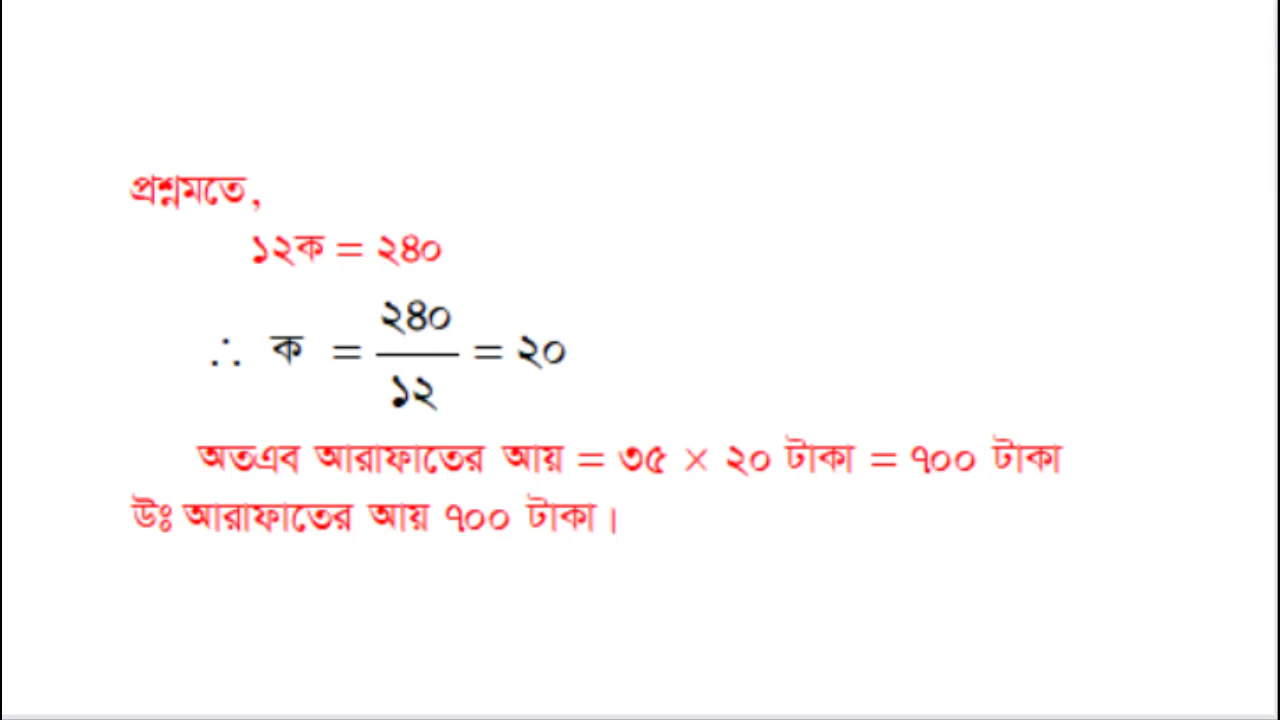 প্রশ্নমতে,
১২ক = ২৪০
∴ ক = ২৪০/১২ = ২০
অতএব আরাফাতের আয় = ৩৫ × ২০ টাকা = ৭০০ টাকা
উঃ আরাফাতের আয় ৭০০ টাকা।